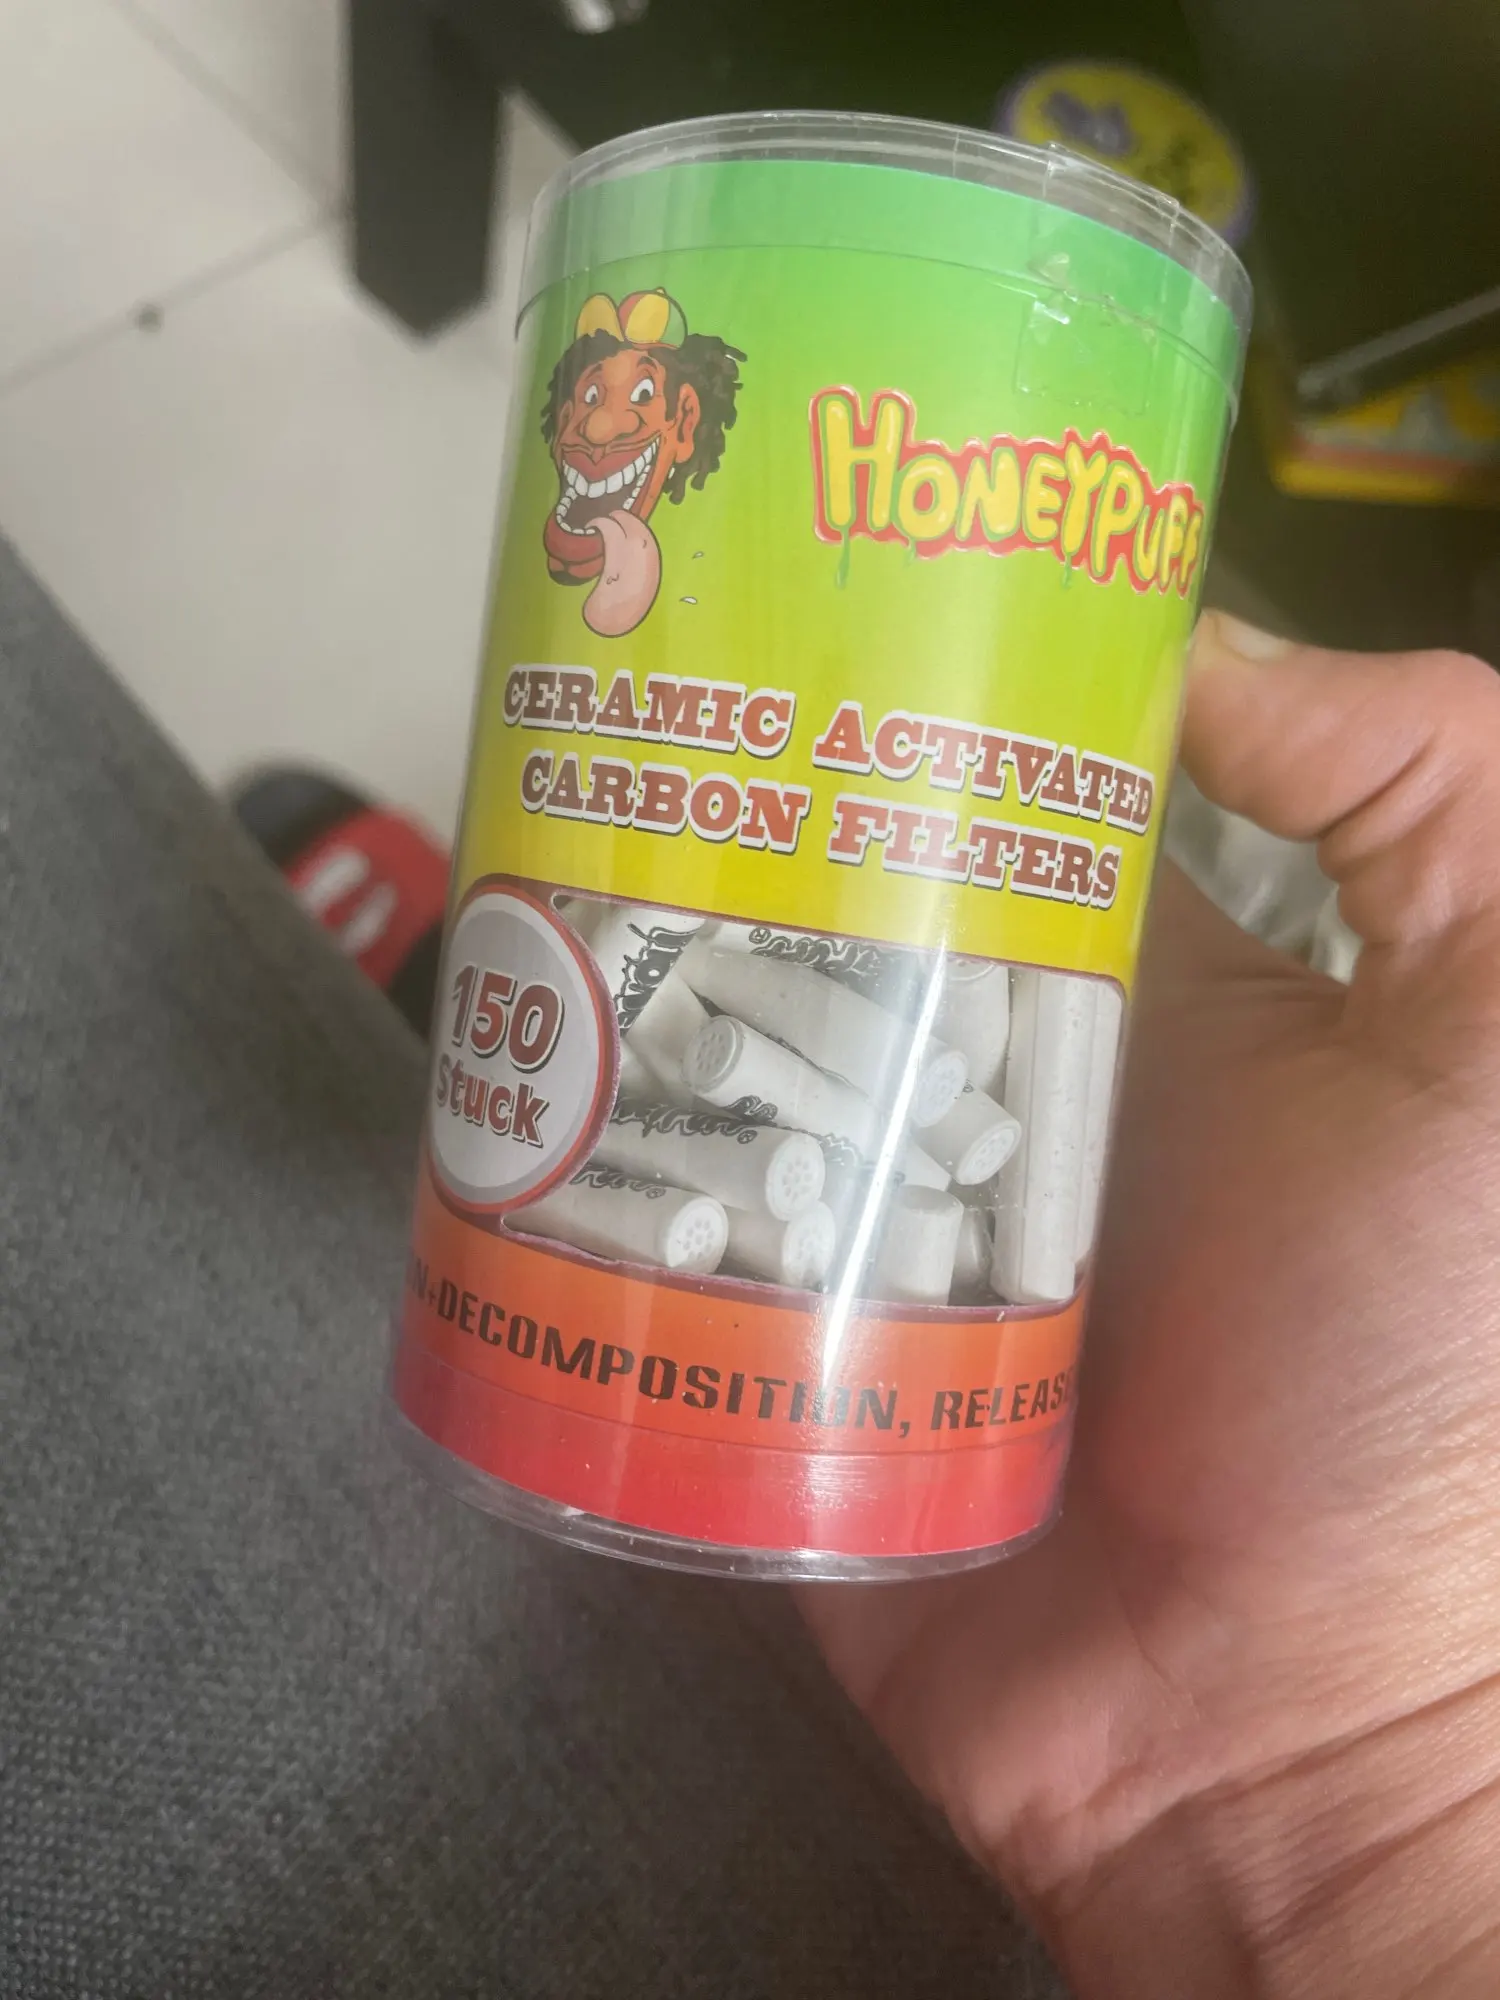 HONEYPUFF
CERAMIC ACTIVATED
CARBON FILTERS
150
stuck
DECOMPOSITION, RELEAS